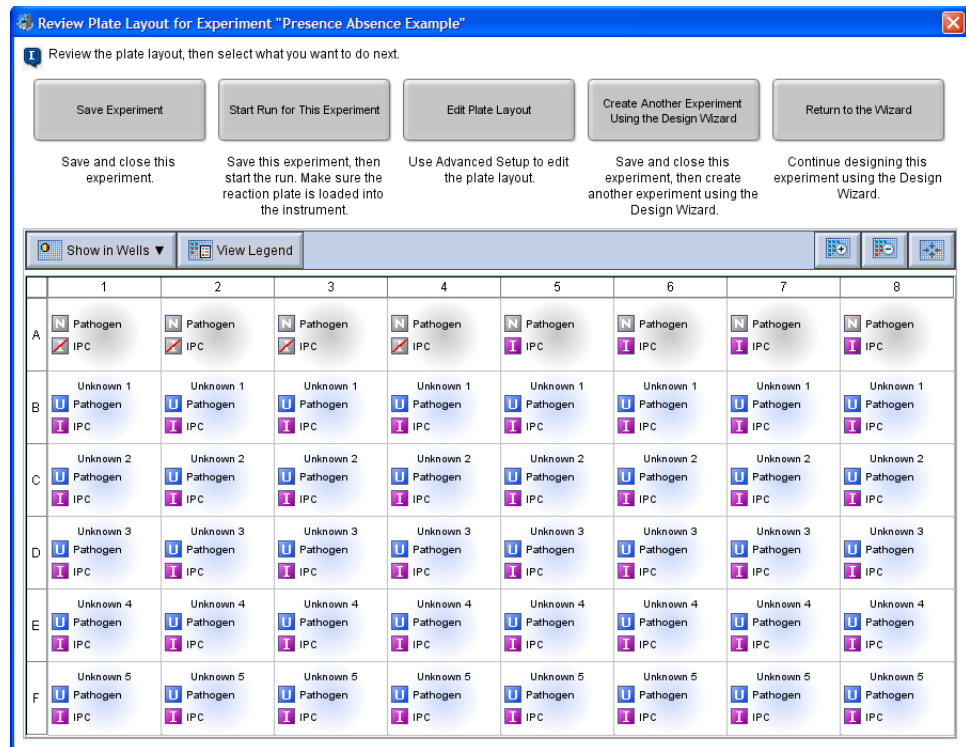 Review Plate Layout for Experiment "Presence Absence Example"
I Review the plate layout, then select what you want to do next.
Save Experiment
Save and close this
experiment.
Start Run for This Experiment
Save this experiment, then
start the run. Make sure the
reaction plate is loaded into
the instrument.
Edit Plate Layout
Use Advanced Setup to edit
the plate layout.
Create Another Experiment
Using the Design Wizard
Save and close this
experiment, then create
another experiment using the
Design Wizard.
Return to the Wizard
Continue designing this
experiment using the Design
Wizard.
Show in Wells ▼ View Legend
1 2 3 4 5 6 7 8
A
N Pathogen N Pathogen N Pathogen N Pathogen N Pathogen N Pathogen N Pathogen N Pathogen
I IPC I IPC I IPC I IPC I IPC I IPC I IPC I IPC
B
Unknown 1 Unknown 1 Unknown 1 Unknown 1 Unknown 1 Unknown 1 Unknown 1 Unknown 1
U Pathogen U Pathogen U Pathogen U Pathogen U Pathogen U Pathogen U Pathogen U Pathogen
I IPC I IPC I IPC I IPC I IPC I IPC I IPC I IPC
C
Unknown 2 Unknown 2 Unknown 2 Unknown 2 Unknown 2 Unknown 2 Unknown 2 Unknown 2
U Pathogen U Pathogen U Pathogen U Pathogen U Pathogen U Pathogen U Pathogen U Pathogen
I IPC I IPC I IPC I IPC I IPC I IPC I IPC I IPC
D
Unknown 3 Unknown 3 Unknown 3 Unknown 3 Unknown 3 Unknown 3 Unknown 3 Unknown 3
U Pathogen U Pathogen U Pathogen U Pathogen U Pathogen U Pathogen U Pathogen U Pathogen
I IPC I IPC I IPC I IPC I IPC I IPC I IPC I IPC
E
Unknown 4 Unknown 4 Unknown 4 Unknown 4 Unknown 4 Unknown 4 Unknown 4 Unknown 4
U Pathogen U Pathogen U Pathogen U Pathogen U Pathogen U Pathogen U Pathogen U Pathogen
I IPC I IPC I IPC I IPC I IPC I IPC I IPC I IPC
F
Unknown 5 Unknown 5 Unknown 5 Unknown 5 Unknown 5 Unknown 5 Unknown 5 Unknown 5
U Pathogen U Pathogen U Pathogen U Pathogen U Pathogen U Pathogen U Pathogen U Pathogen
I IPC I IPC I IPC I IPC I IPC I IPC I IPC I IPC